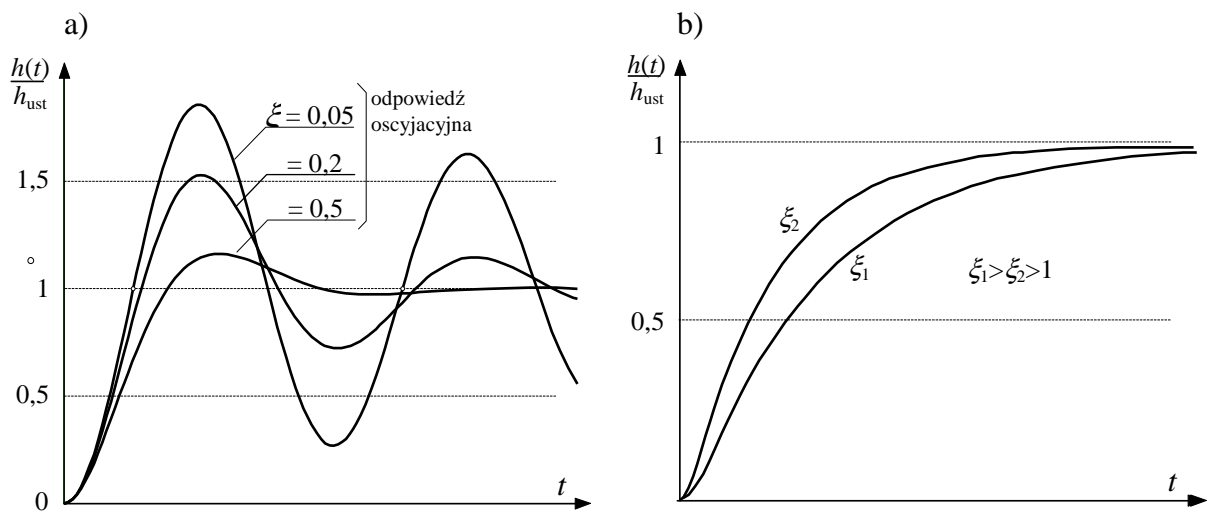 a)
h(t)
h_ust
ξ = 0,05
= 0,2
= 0,5
odpowiedź
oscyjacyjna
1,5
1
0,5
0
t
b)
h(t)
h_ust
1
ξ₂
ξ₁
ξ₁>ξ₂>1
0,5
t